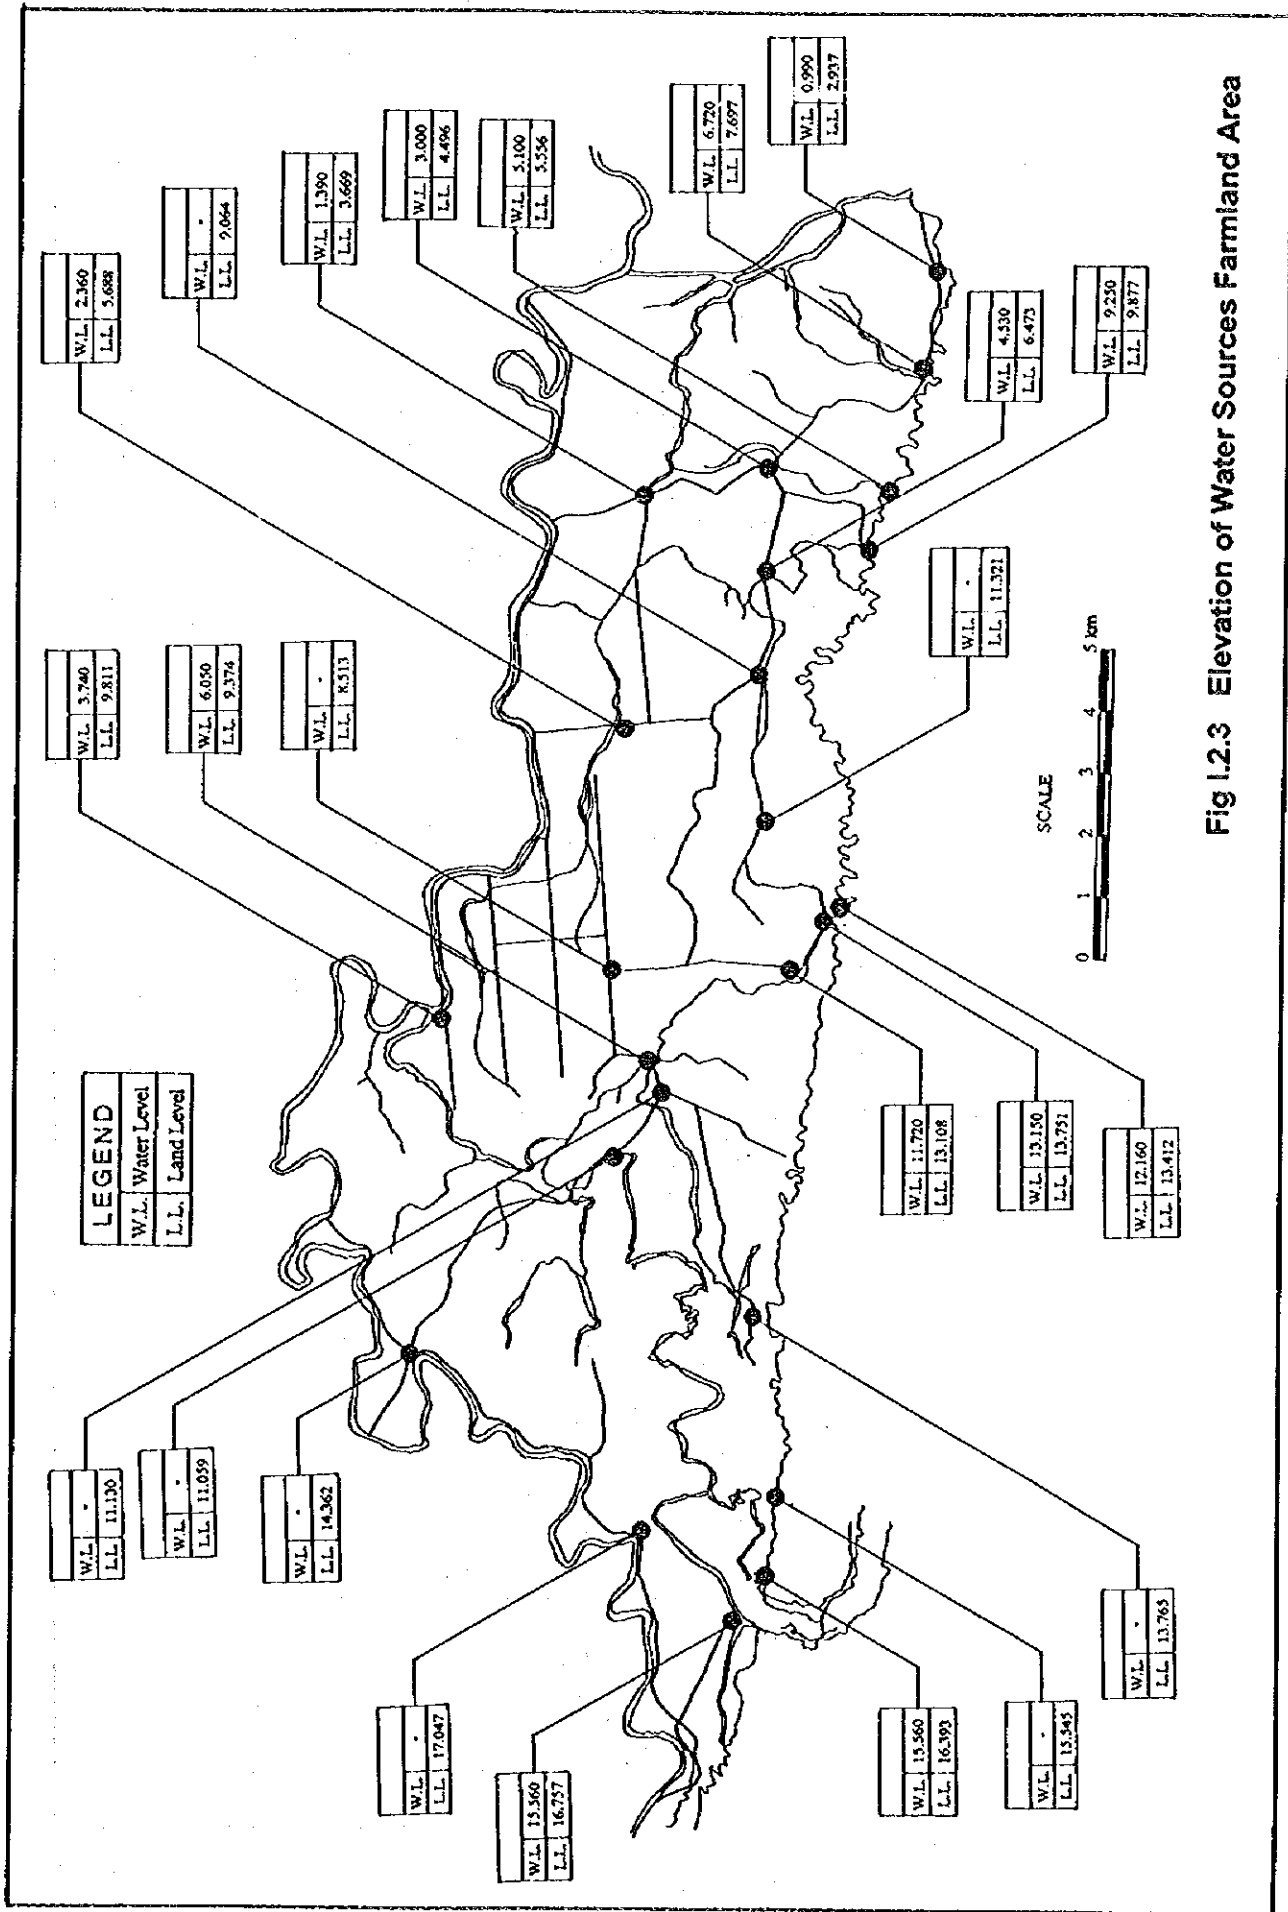 W.L. -
L.L. 11.130
W.L. 3.740
L.L. 9.811
W.L. 2.360
L.L. 5.688
LEGEND
W.L. Water Level
L.L. Land Level
W.L. -
L.L. 11.059
W.L. 6.050
L.L. 9.374
W.L. -
L.L. 9.064
W.L. -
L.L. 14.362
W.L. -
L.L. 8.513
W.L. 1.390
L.L. 3.669
W.L. -
L.L. 17.047
W.L. 3.000
L.L. 4.496
W.L. 15.560
L.L. 16.757
W.L. 5.100
L.L. 5.556
W.L. 6.720
L.L. 7.697
W.L. 0.990
L.L. 2.937
W.L. 15.560
L.L. 16.393
W.L. 11.720
L.L. 13.108
W.L. -
L.L. 11.321
W.L. 4.530
L.L. 6.473
W.L. -
L.L. 15.545
W.L. 13.150
L.L. 13.751
W.L. 9.250
L.L. 9.877
W.L. -
L.L. 13.765
W.L. 12.160
L.L. 13.412
SCALE
0 1 2 3 4 5 km
Fig I.2.3 Elevation of Water Sources Farmland Area